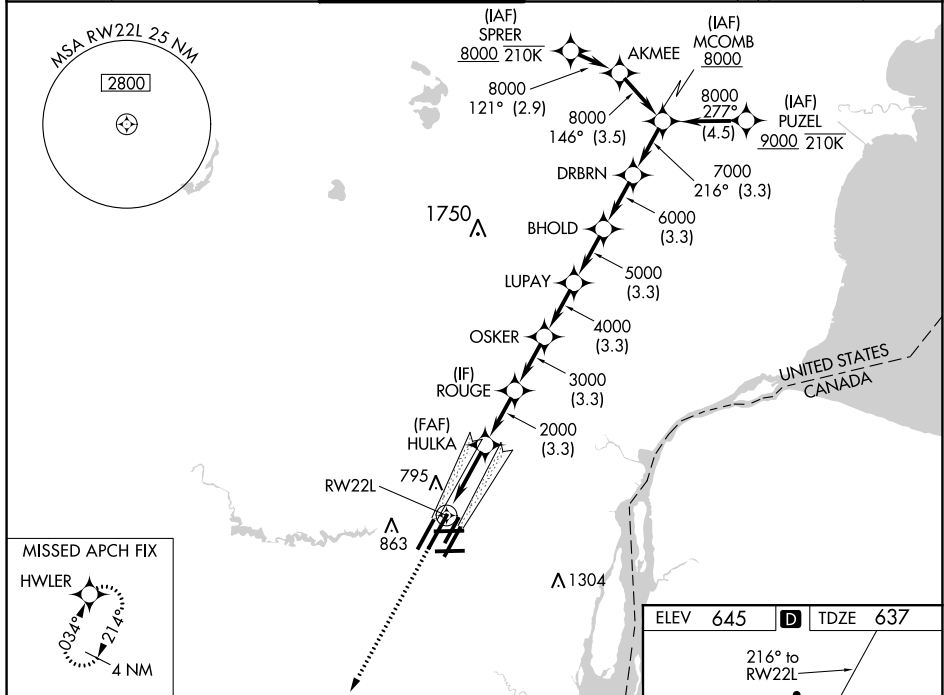 MSA RW22L 25 NM
2800
(IAF)
SPRER
8000 210K
AKMEE
(IAF)
MCOMB
8000
8000
121° (2.9)
8000
146° (3.5)
8000
277°
(4.5)
(IAF)
PUZEL
9000 210K
DRBRN
7000
216° (3.3)
1750
BHOLD
6000
(3.3)
LUPAY
5000
(3.3)
OSKER
4000
(3.3)
UNITED STATES
CANADA
(IF)
ROUGE
3000
(3.3)
(FAF)
HULKA
2000
(3.3)
795
RW22L
863
1304
MISSED APCH FIX
HWLER
034°
214°
4 NM
ELEV 645 D TDZE 637
216° to
RW22L